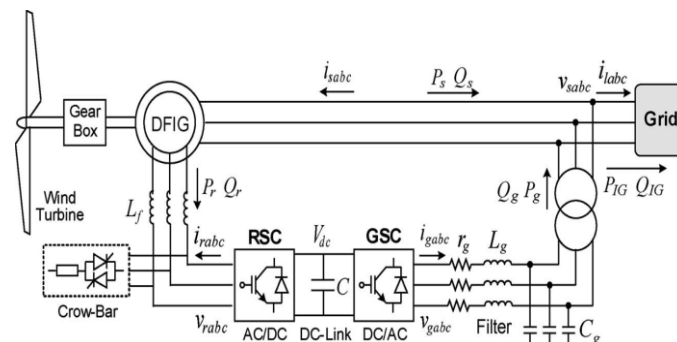 i_sabc
P_s Q_s
v_sabc
i_labc
Gear
Box
DFIG
Grid
Wind
Turbine
L_f
P_r Q_r
Q_g P_g
P_IG Q_IG
i_rabc
RSC
V_dc
GSC
i_gabc
r_g
L_g
C
Crow-Bar
v_rabc
AC/DC
DC-Link
DC/AC
v_gabc
Filter
C_g